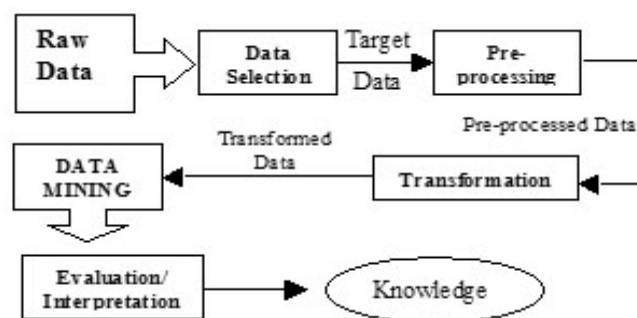 Raw
Data
Data
Selection
Target
Data
Pre-
processing
Pre-processed Data
Transformation
Transformed
Data
DATA
MINING
Evaluation/
Interpretation
Knowledge